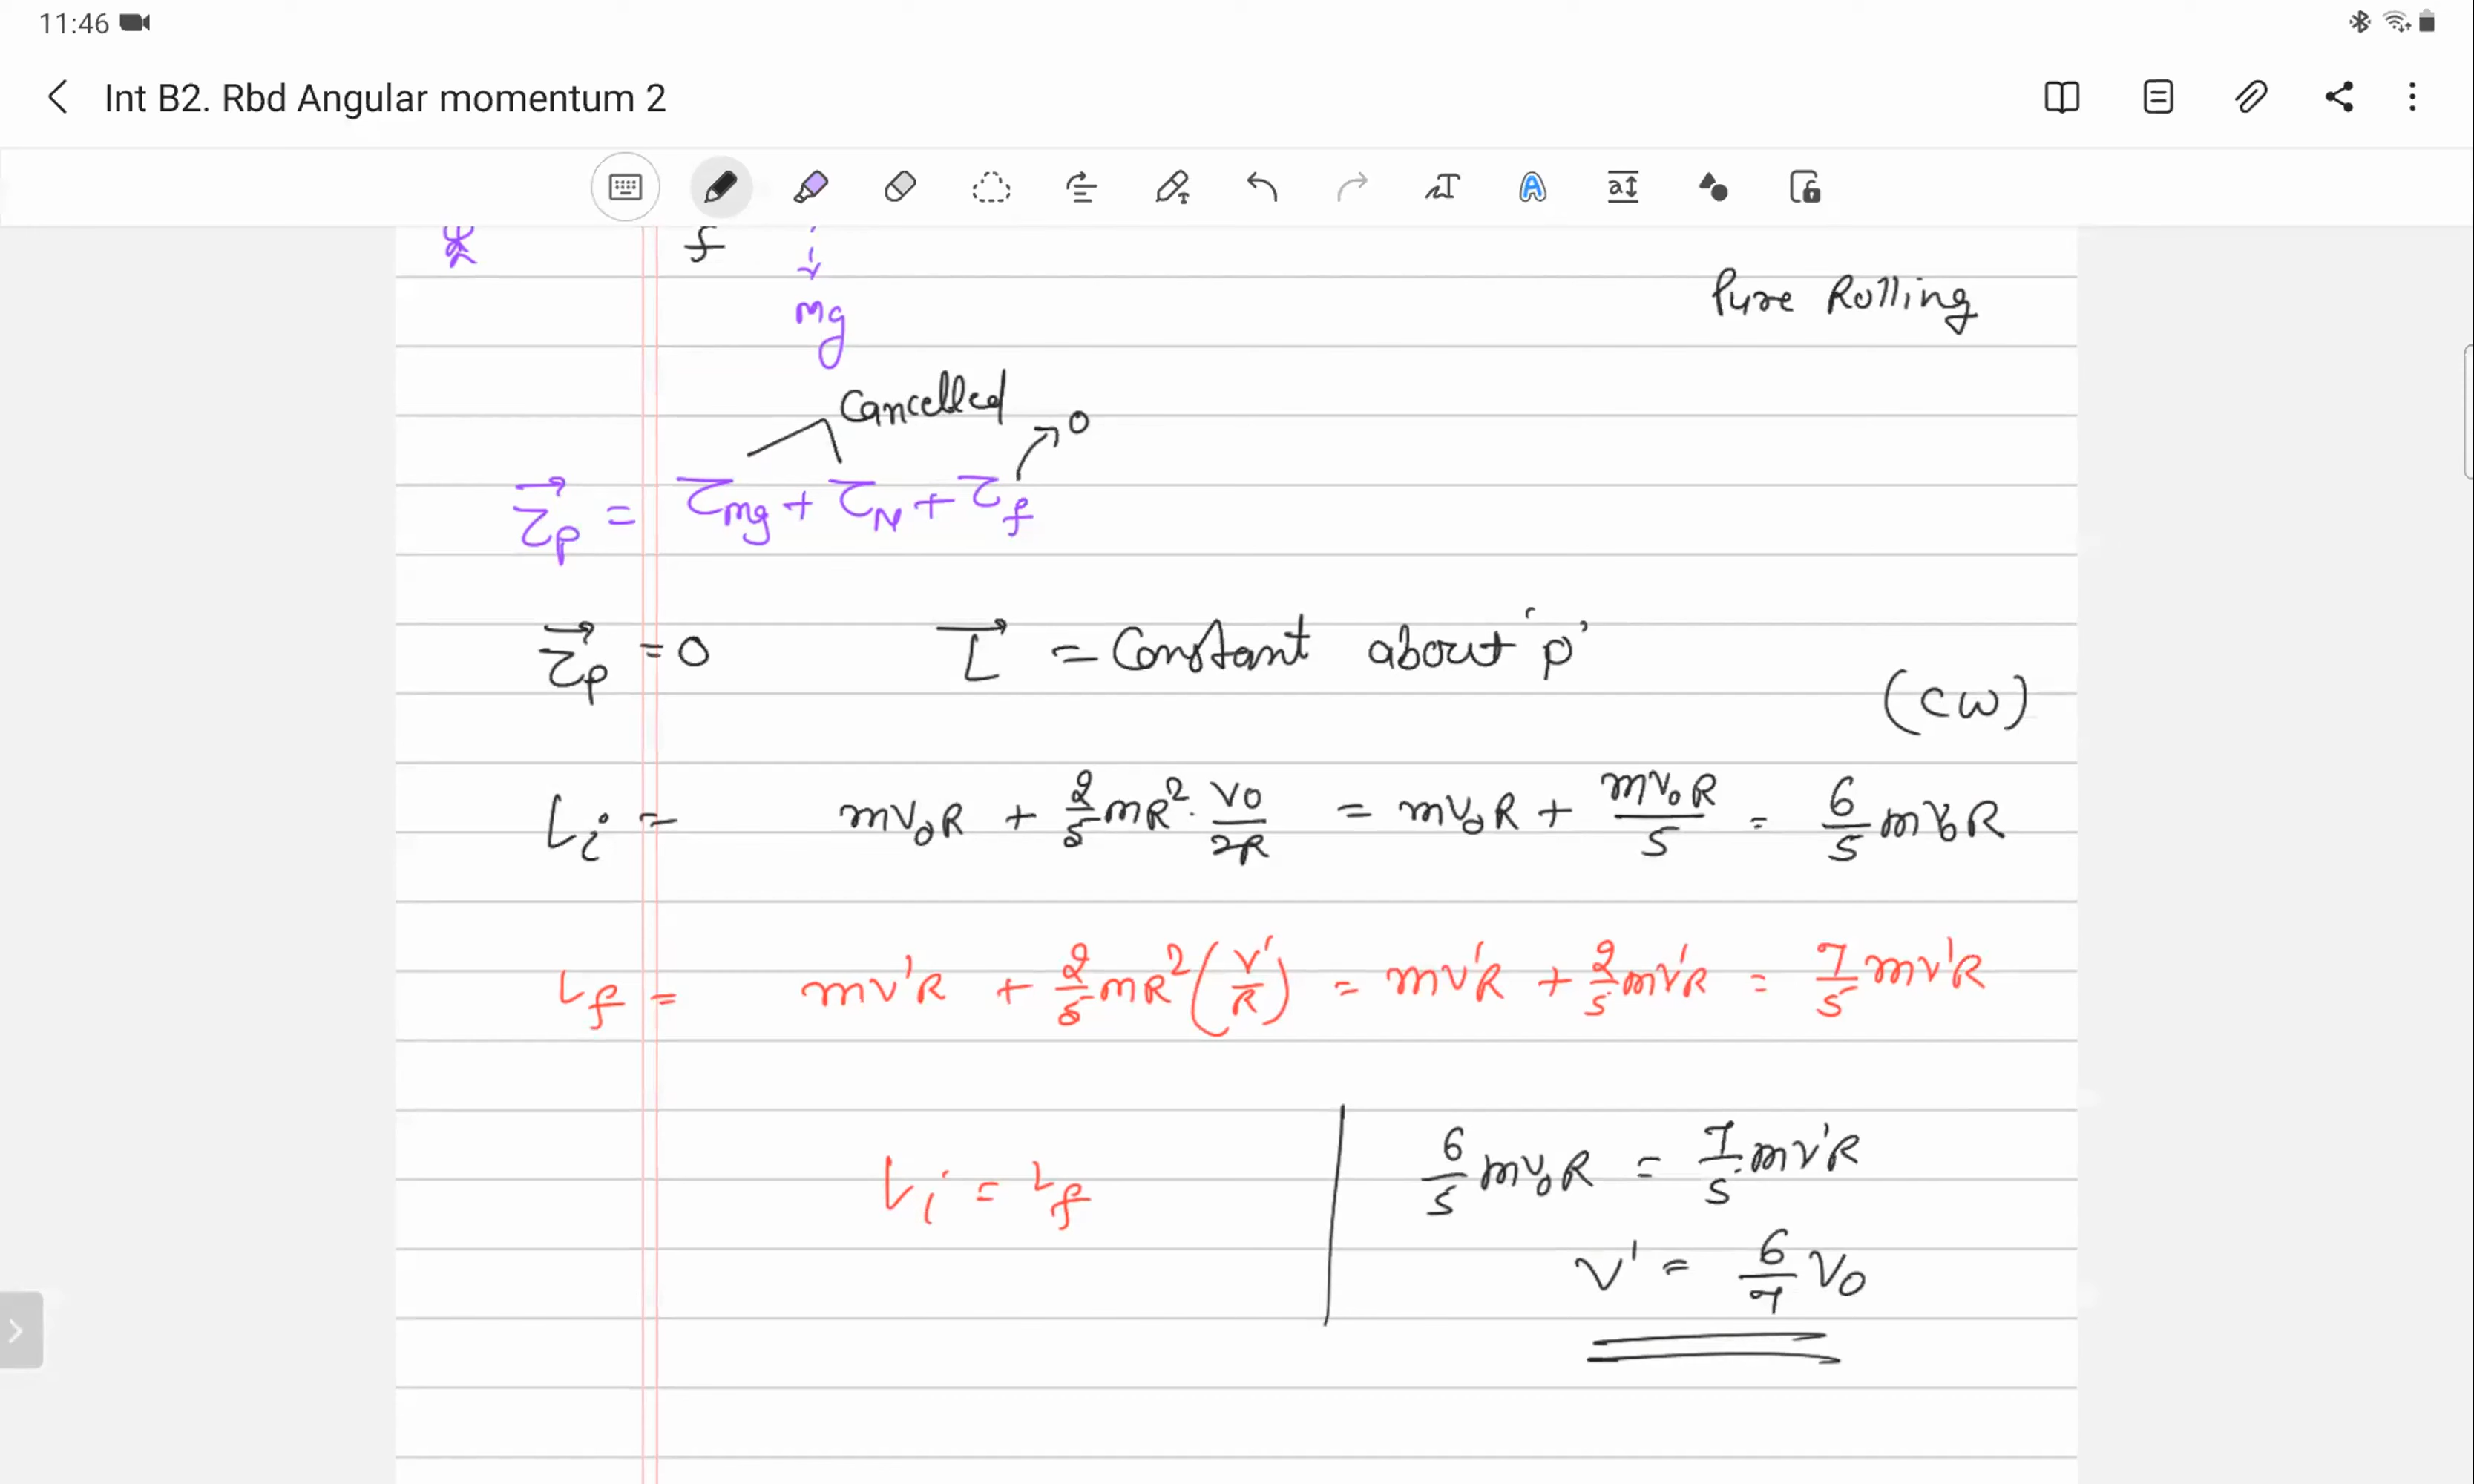 11:46
Int B2. Rbd Angular momentum 2
f
mg
Pure Rolling
Cancelled
0
τ⃗p = τmg + τN + τf
τ⃗p = 0    L⃗ = Constant about 'p'
(CW)
Li = mv₀R + 2/5 mR² · v₀/2R = mv₀R + mv₀R/5 = 6/5 mv₀R
Lf = mv'R + 2/5 mR² (v'/R) = mv'R + 2/5 mv'R = 7/5 mv'R
Li = Lf
6/5 mv₀R = 7/5 mv'R
v' = 6/7 v₀